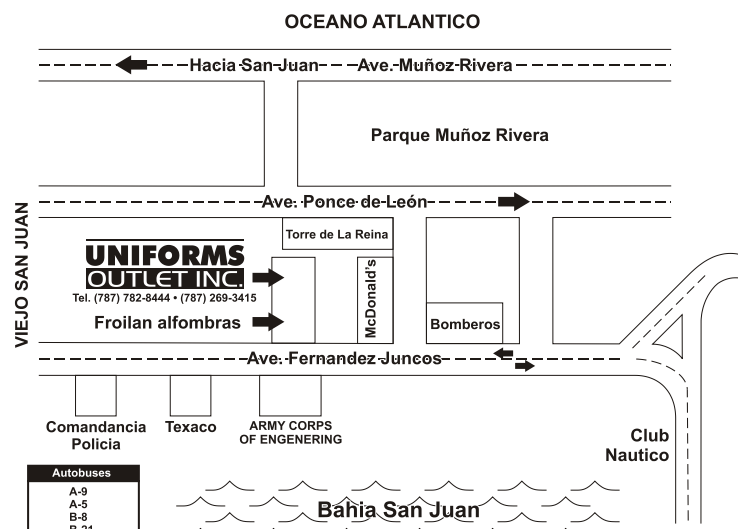 OCEANO ATLANTICO
Hacia San Juan Ave. Muñoz Rivera
Parque Muñoz Rivera
Ave. Ponce de León
VIEJO SAN JUAN
Torre de La Reina
UNIFORMS
OUTLET INC.
Tel. (787) 782-8444 • (787) 269-3415
Froilan alfombras
McDonald's
Bomberos
Ave. Fernandez Juncos
Comandancia
Policia
Texaco
ARMY CORPS
OF ENGENERING
Club
Nautico
Autobuses
A-9
A-5
B-8
B-21
Bahia San Juan